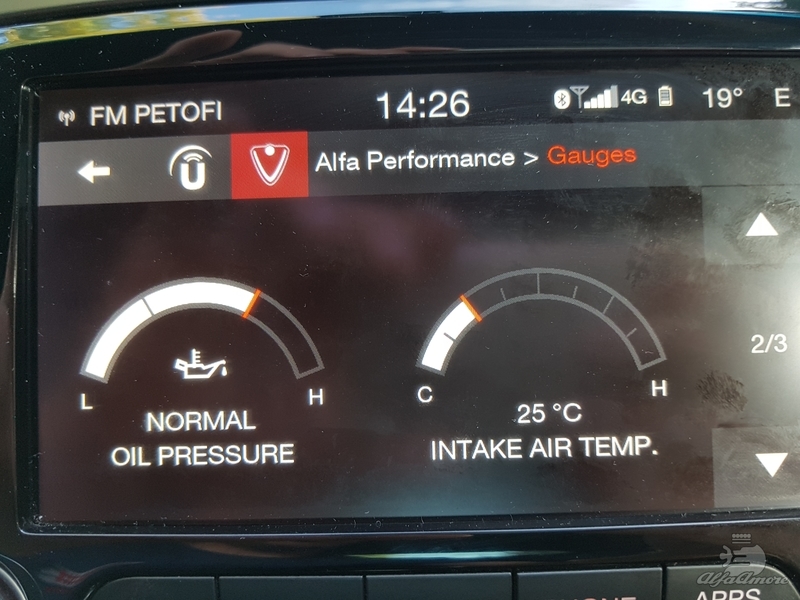 FM PETOFI 14:26 4G 19° E
U Alfa Performance > Gauges
2/3
L H
NORMAL
OIL PRESSURE
C H
25 °C
INTAKE AIR TEMP.
APPS
AlfaAmore